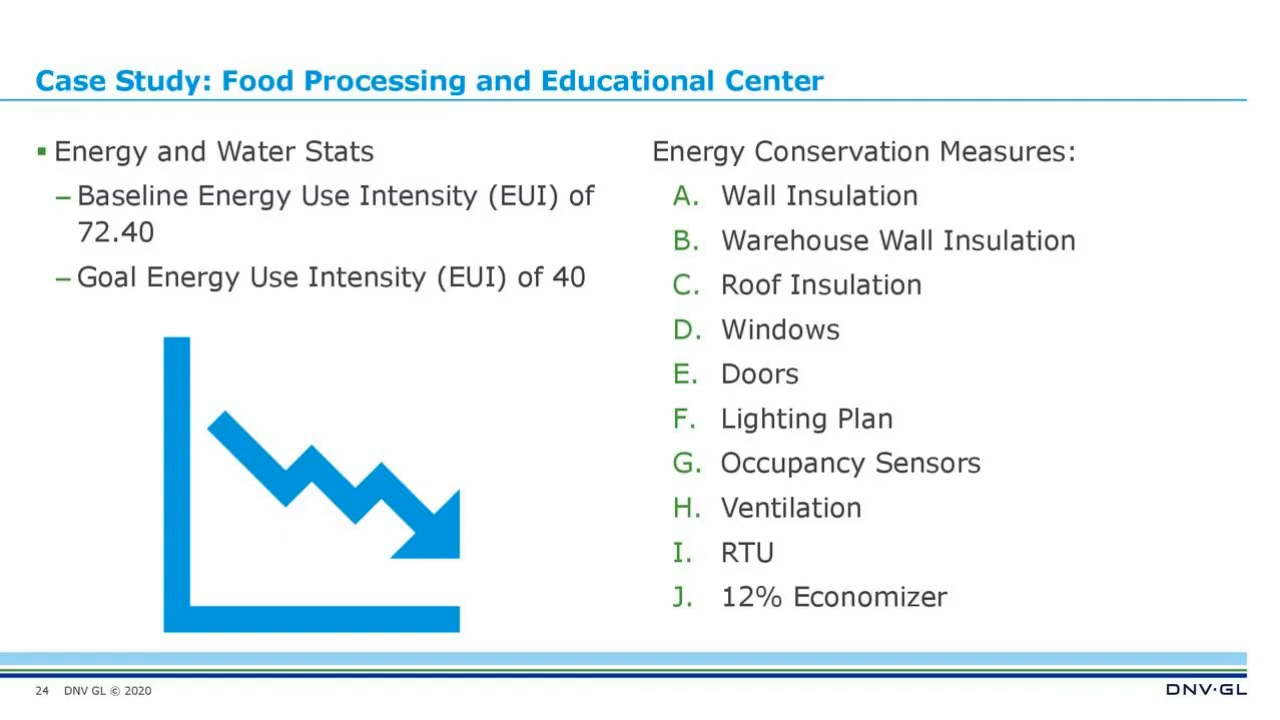 Case Study: Food Processing and Educational Center
▪ Energy and Water Stats
– Baseline Energy Use Intensity (EUI) of
72.40
– Goal Energy Use Intensity (EUI) of 40
Energy Conservation Measures:
A. Wall Insulation
B. Warehouse Wall Insulation
C. Roof Insulation
D. Windows
E. Doors
F. Lighting Plan
G. Occupancy Sensors
H. Ventilation
I. RTU
J. 12% Economizer
24 DNV GL © 2020
DNV·GL